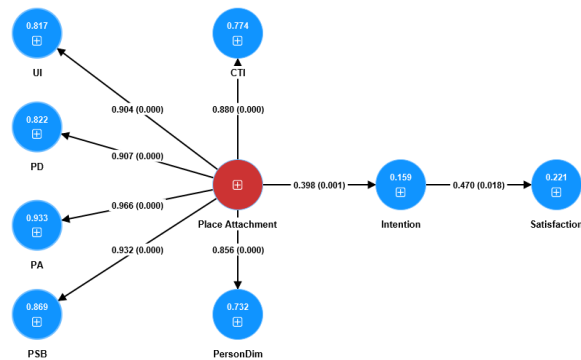 0.817
UI
0.774
CTI
0.904 (0.000)
0.880 (0.000)
0.822
PD
0.907 (0.000)
Place Attachment
0.398 (0.001)
0.159
Intention
0.470 (0.018)
0.221
Satisfaction
0.933
PA
0.966 (0.000)
0.932 (0.000)
0.856 (0.000)
0.869
PSB
0.732
PersonDim